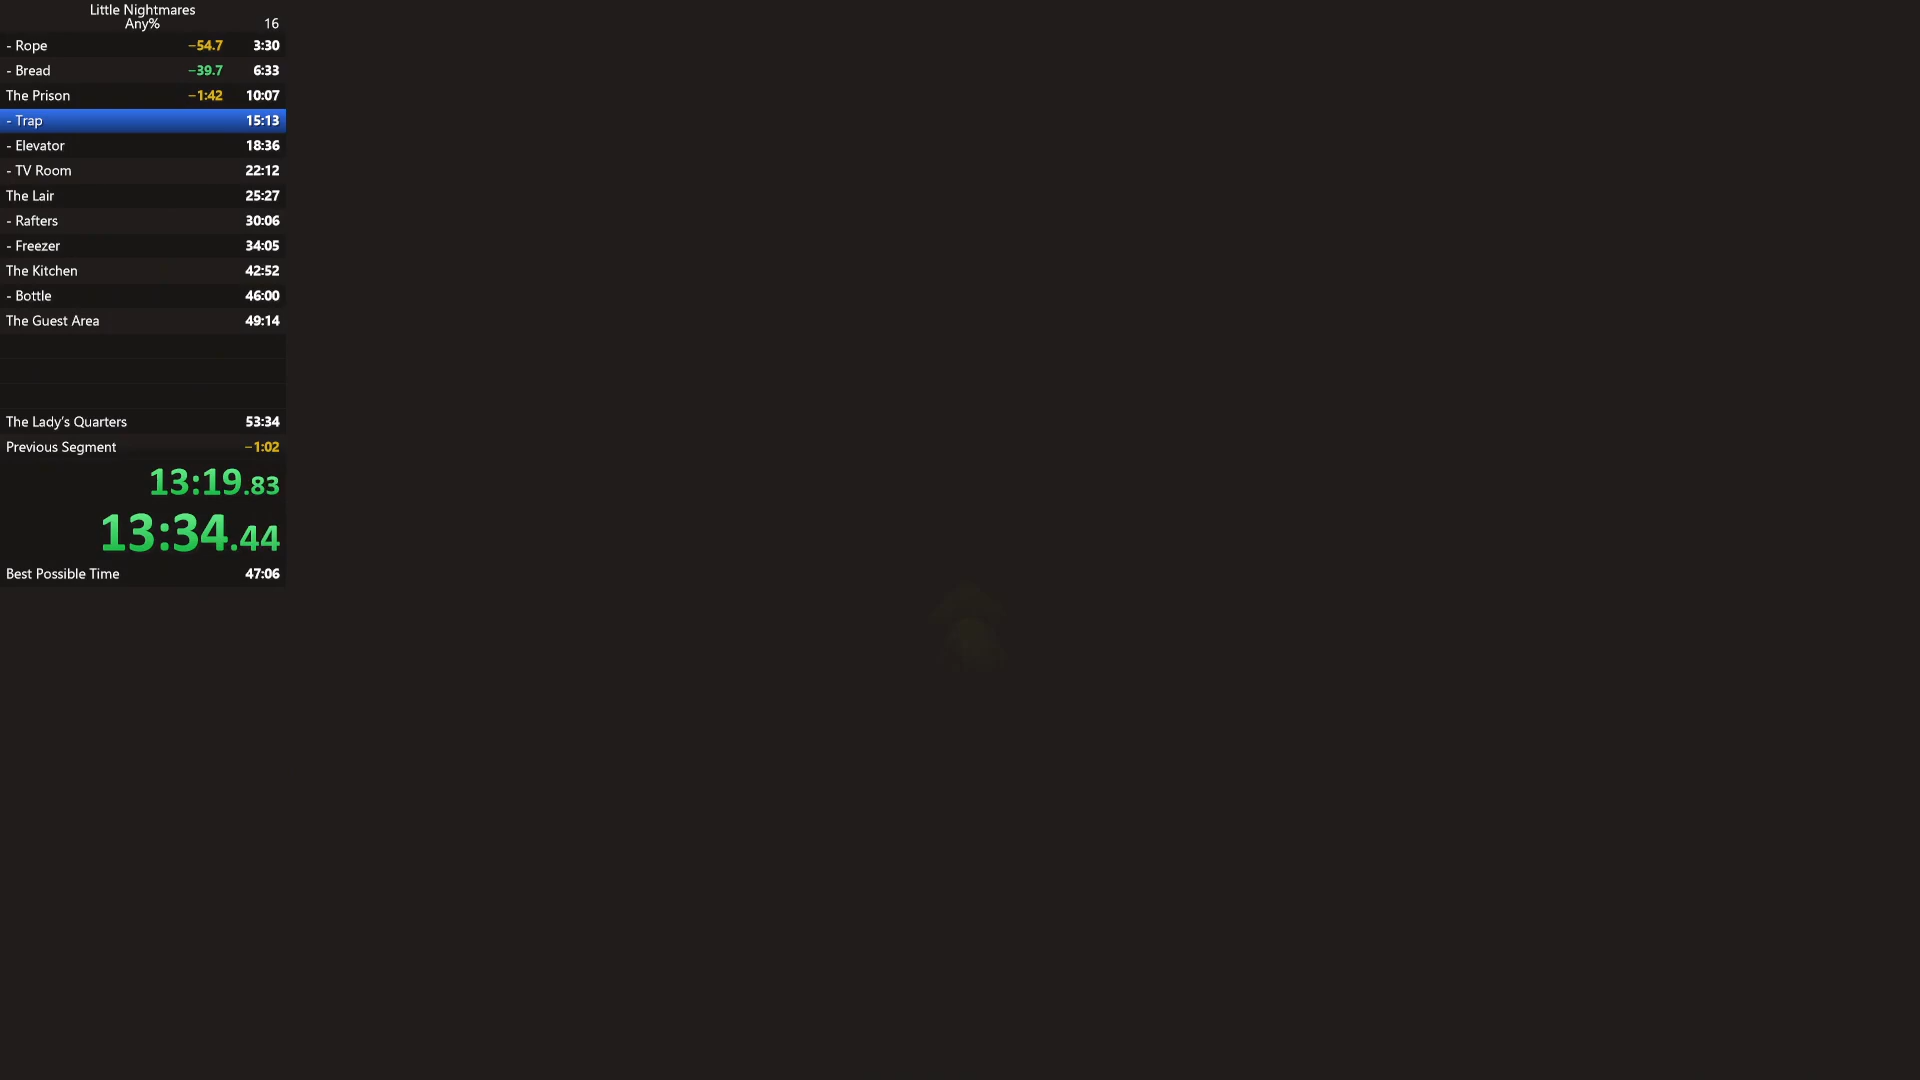 Little Nightmares
Any% 16
- Rope −54.7 3:30
- Bread −39.7 6:33
The Prison −1:42 10:07
- Trap 15:13
- Elevator 18:36
- TV Room 22:12
The Lair 25:27
- Rafters 30:06
- Freezer 34:05
The Kitchen 42:52
- Bottle 46:00
The Guest Area 49:14
The Lady's Quarters 53:34
Previous Segment −1:02
13:19.83
13:34.44
Best Possible Time 47:06